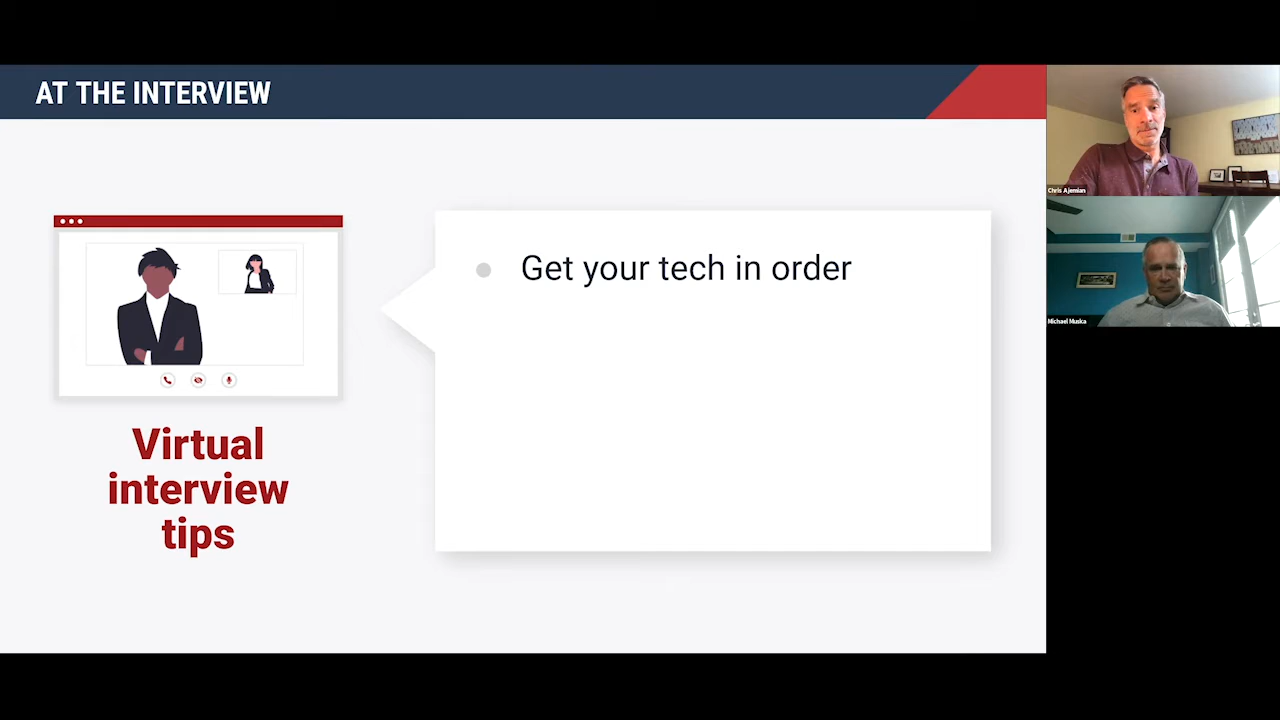 AT THE INTERVIEW
Virtual
interview
tips
Get your tech in order
Chris Ajemian
Michael Muska